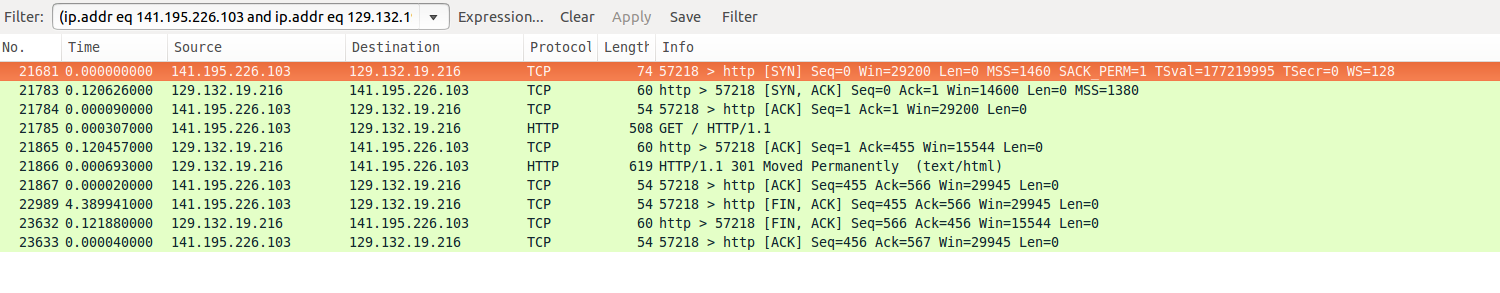 Filter: (ip.addr eq 141.195.226.103 and ip.addr eq 129.132.1 Expression... Clear Apply Save Filter
No. Time Source Destination Protocol Length Info
21681 0.000000000 141.195.226.103 129.132.19.216 TCP 74 57218 > http [SYN] Seq=0 Win=29200 Len=0 MSS=1460 SACK_PERM=1 TSval=177219995 TSecr=0 WS=128
21783 0.120626000 129.132.19.216 141.195.226.103 TCP 60 http > 57218 [SYN, ACK] Seq=0 Ack=1 Win=14600 Len=0 MSS=1380
21784 0.000090000 141.195.226.103 129.132.19.216 TCP 54 57218 > http [ACK] Seq=1 Ack=1 Win=29200 Len=0
21785 0.000307000 141.195.226.103 129.132.19.216 HTTP 508 GET / HTTP/1.1
21865 0.120457000 129.132.19.216 141.195.226.103 TCP 60 http > 57218 [ACK] Seq=1 Ack=455 Win=15544 Len=0
21866 0.000693000 129.132.19.216 141.195.226.103 HTTP 619 HTTP/1.1 301 Moved Permanently (text/html)
21867 0.000020000 141.195.226.103 129.132.19.216 TCP 54 57218 > http [ACK] Seq=455 Ack=566 Win=29945 Len=0
22989 4.389941000 141.195.226.103 129.132.19.216 TCP 54 57218 > http [FIN, ACK] Seq=455 Ack=566 Win=29945 Len=0
23632 0.121880000 129.132.19.216 141.195.226.103 TCP 60 http > 57218 [FIN, ACK] Seq=566 Ack=456 Win=15544 Len=0
23633 0.000040000 141.195.226.103 129.132.19.216 TCP 54 57218 > http [ACK] Seq=456 Ack=567 Win=29945 Len=0